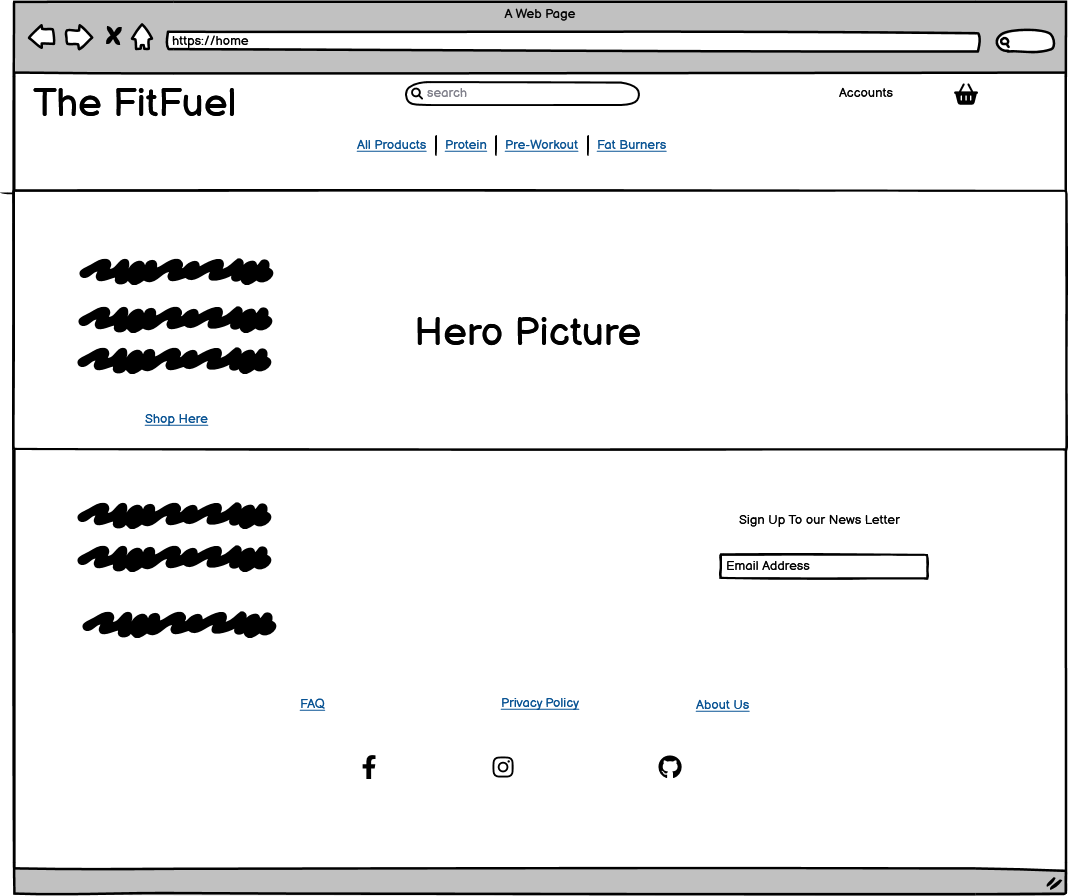 A Web Page
https://home
The FitFuel
search
Accounts
All Products Protein Pre-Workout Fat Burners
Hero Picture
Shop Here
Sign Up To our News Letter
Email Address
FAQ Privacy Policy About Us